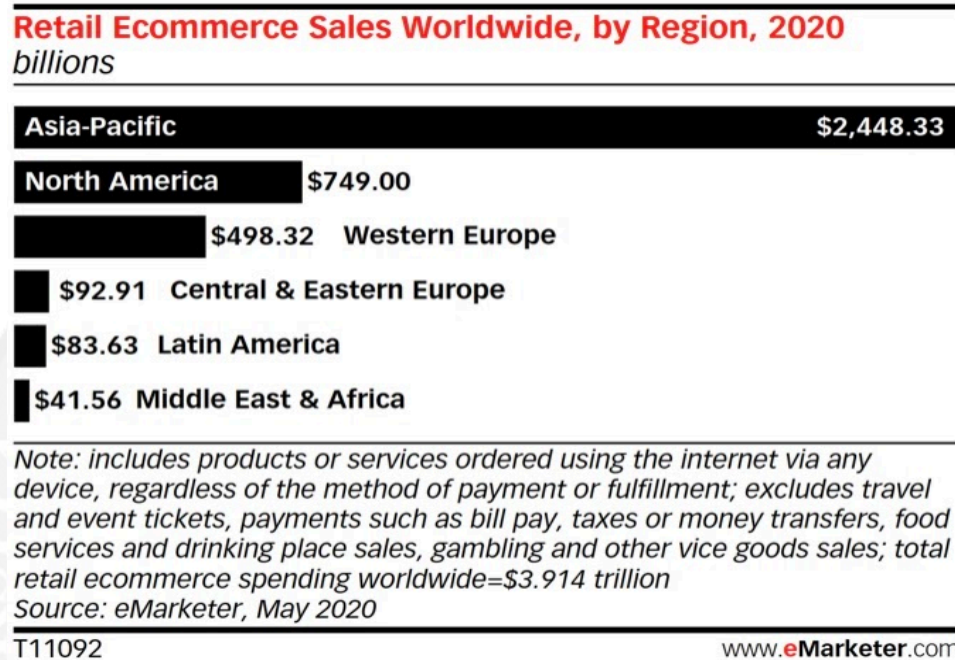 Retail Ecommerce Sales Worldwide, by Region, 2020
billions
Asia-Pacific $2,448.33
North America $749.00
$498.32 Western Europe
$92.91 Central & Eastern Europe
$83.63 Latin America
$41.56 Middle East & Africa
Note: includes products or services ordered using the internet via any
device, regardless of the method of payment or fulfillment; excludes travel
and event tickets, payments such as bill pay, taxes or money transfers, food
services and drinking place sales, gambling and other vice goods sales; total
retail ecommerce spending worldwide=$3.914 trillion
Source: eMarketer, May 2020
T11092 www.eMarketer.com